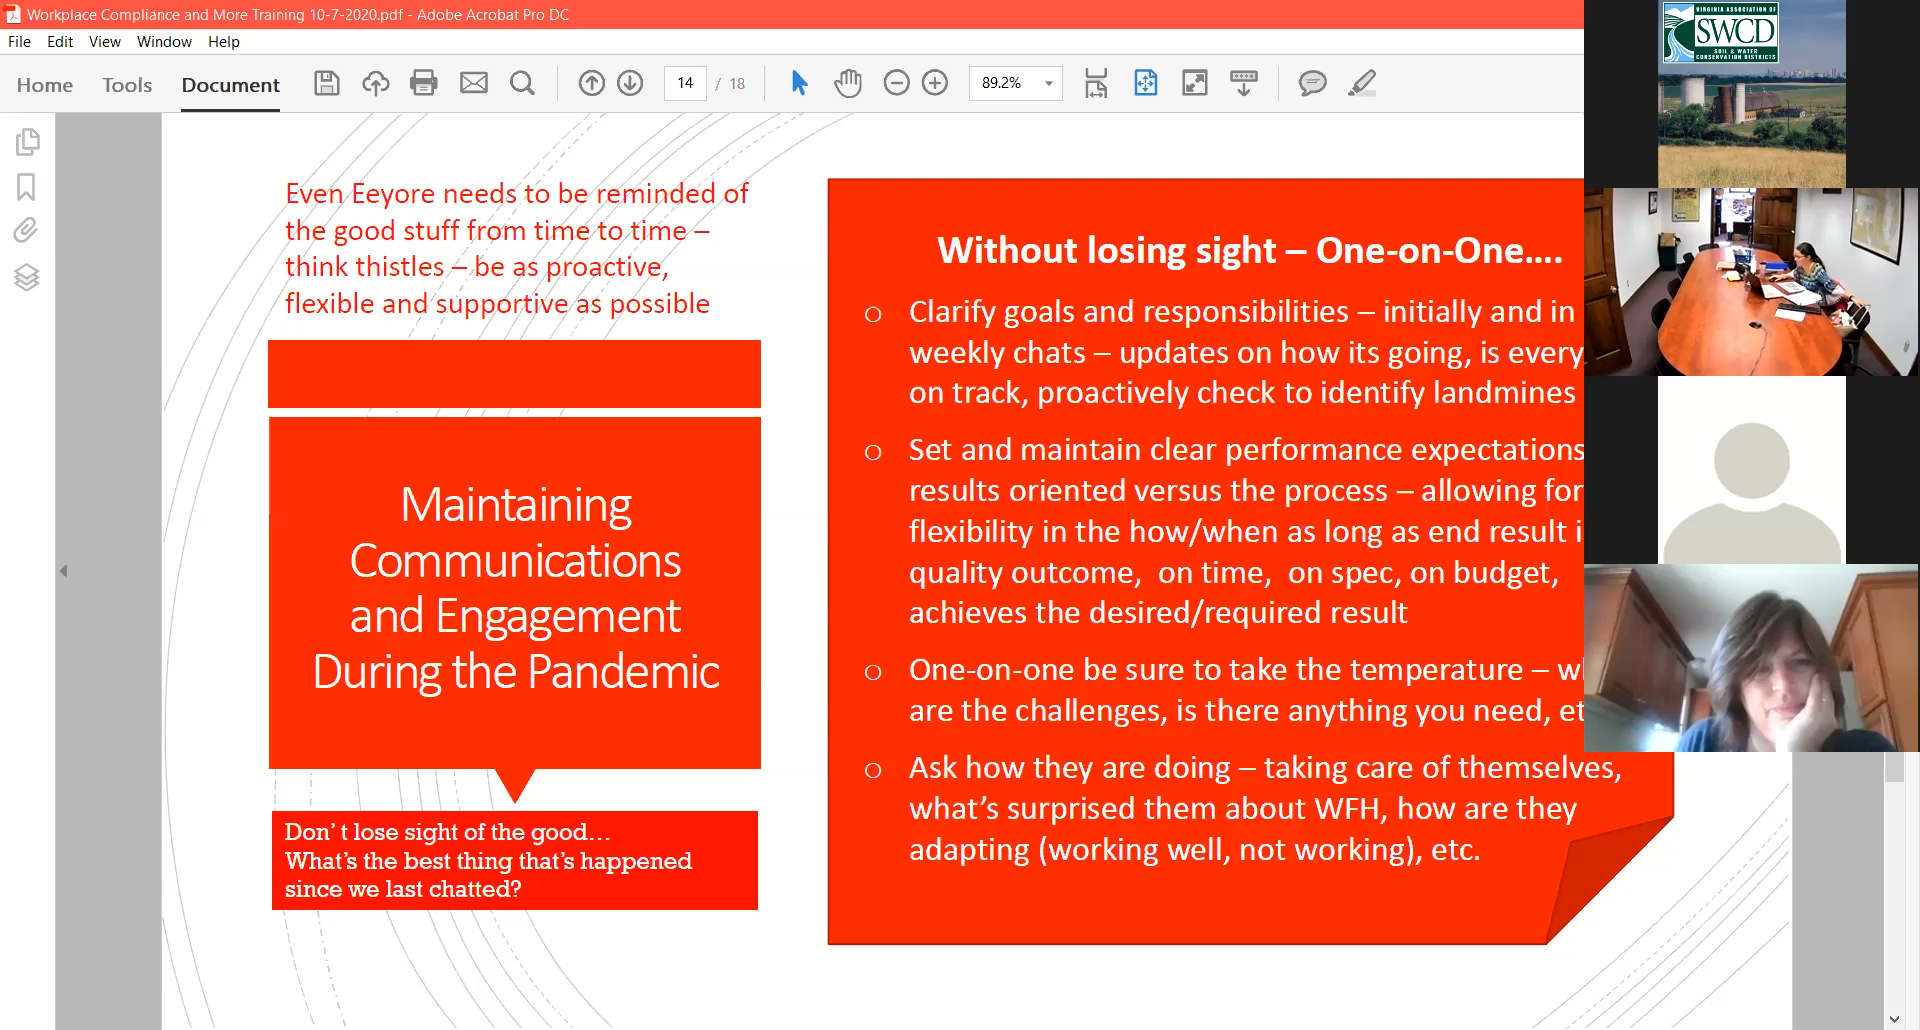 Workplace Compliance and More Training 10-7-2020.pdf - Adobe Acrobat Pro DC
File Edit View Window Help
Home Tools Document 14 / 18 89.2%
Even Eeyore needs to be reminded of
the good stuff from time to time –
think thistles – be as proactive,
flexible and supportive as possible
Maintaining
Communications
and Engagement
During the Pandemic
Don’t lose sight of the good...
What’s the best thing that’s happened
since we last chatted?
Without losing sight – One-on-One....
o Clarify goals and responsibilities – initially and in
weekly chats – updates on how its going, is every
on track, proactively check to identify landmines
o Set and maintain clear performance expectations
results oriented versus the process – allowing for
flexibility in the how/when as long as end result i
quality outcome, on time, on spec, on budget,
achieves the desired/required result
o One-on-one be sure to take the temperature – wh
are the challenges, is there anything you need, et
o Ask how they are doing – taking care of themselves,
what’s surprised them about WFH, how are they
adapting (working well, not working), etc.
VIRGINIA ASSOCIATION OF
SWCD
SOIL & WATER
CONSERVATION DISTRICTS